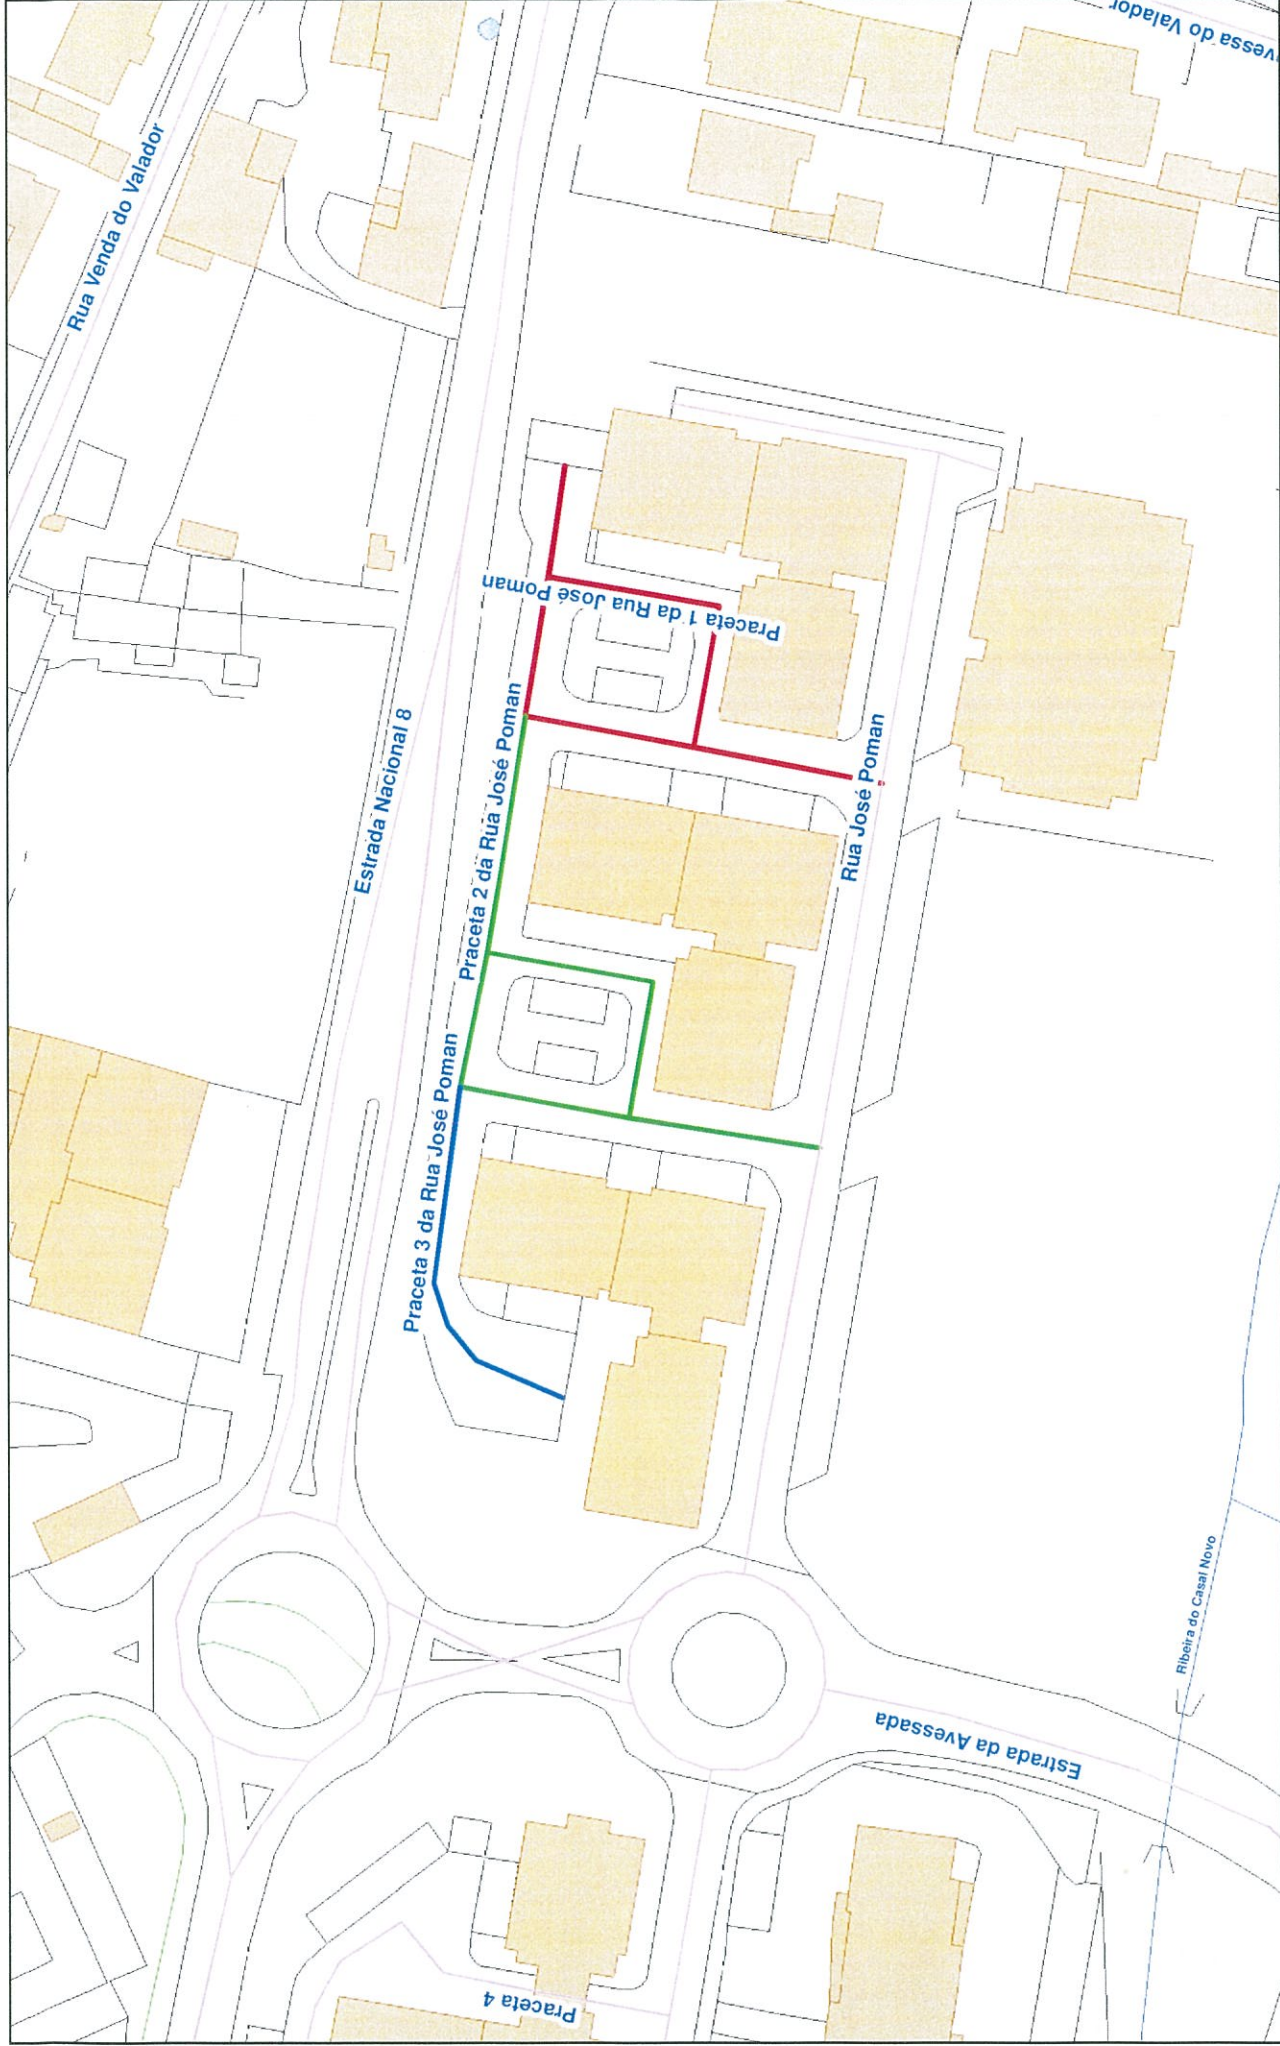 avessa do Valador
Rua Venda do Valador
Praceta 1 da Rua José Poman
Praceta 2 da Rua José Poman
Estrada Nacional 8
Rua José Poman
Praceta 3 da Rua José Poman
Ribeira do Casal Novo
Estrada da Avessada
Praceta 4